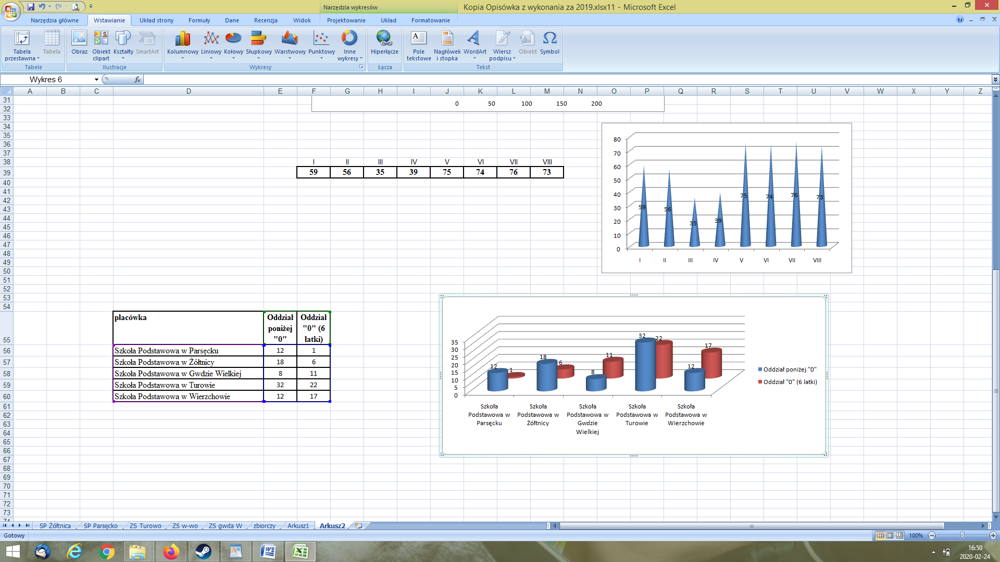 Narzędzia wykresów
Kopia Opisówka z wykonania za 2019.xlsx11 - Microsoft Excel
Narzędzia główne Wstawianie Układ strony Formuły Dane Recenzja Widok Projektowanie Układ Formatowanie
Tabela przestawna Tabela Obraz Obiekt clipart Kształty SmartArt Kolumnowy Liniowy Kołowy Słupkowy Warstwowy Punktowy Inne wykresy Hiperłącze Pole tekstowe Nagłówek i stopka WordArt Wiersz podpisu Obiekt Symbol
Tabele Ilustracje Wykresy Łącza Tekst
Wykres 6 fx
A B C D E F G H I J K L M N O P Q R S T U V W X Y Z
31
32
33
34
35
36
37
38
39
40
41
42
43
44
45
46
47
48
49
50
51
52
53
54
55
56
57
58
59
60
61
62
63
64
65
66
67
68
69
70
71
72
73
74
0 50 100 150 200
I II III IV V VI VII VIII
59 56 35 39 75 74 76 73
80
70
60
50
40
30
20
10
0
59 56 35 39 75 74 76 73
I II III IV V VI VII VIII
placówka Oddział poniżej "0" Oddział "0" (6 latki)
Szkoła Podstawowa w Parsęcku 12 1
Szkoła Podstawowa w Żółtnicy 18 6
Szkoła Podstawowa w Gwdzie Wielkiej 8 11
Szkoła Podstawowa w Turowie 32 22
Szkoła Podstawowa w Wierzchowie 12 17
35
30
25
20
15
10
5
0
12 1 18 6 8 11 32 22 12 17
Szkoła Podstawowa w Parsęcku
Szkoła Podstawowa w Żółtnicy
Szkoła Podstawowa w Gwdzie Wielkiej
Szkoła Podstawowa w Turowie
Szkoła Podstawowa w Wierzchowie
Oddział poniżej "0"
Oddział "0" (6 latki)
SP Żółtnica SP Parsęcko ZS Turowo ZS w-wo ZS gwda W zbiorczy Arkusz1 Arkusz2
Gotowy 100%
16:50
2020-02-24